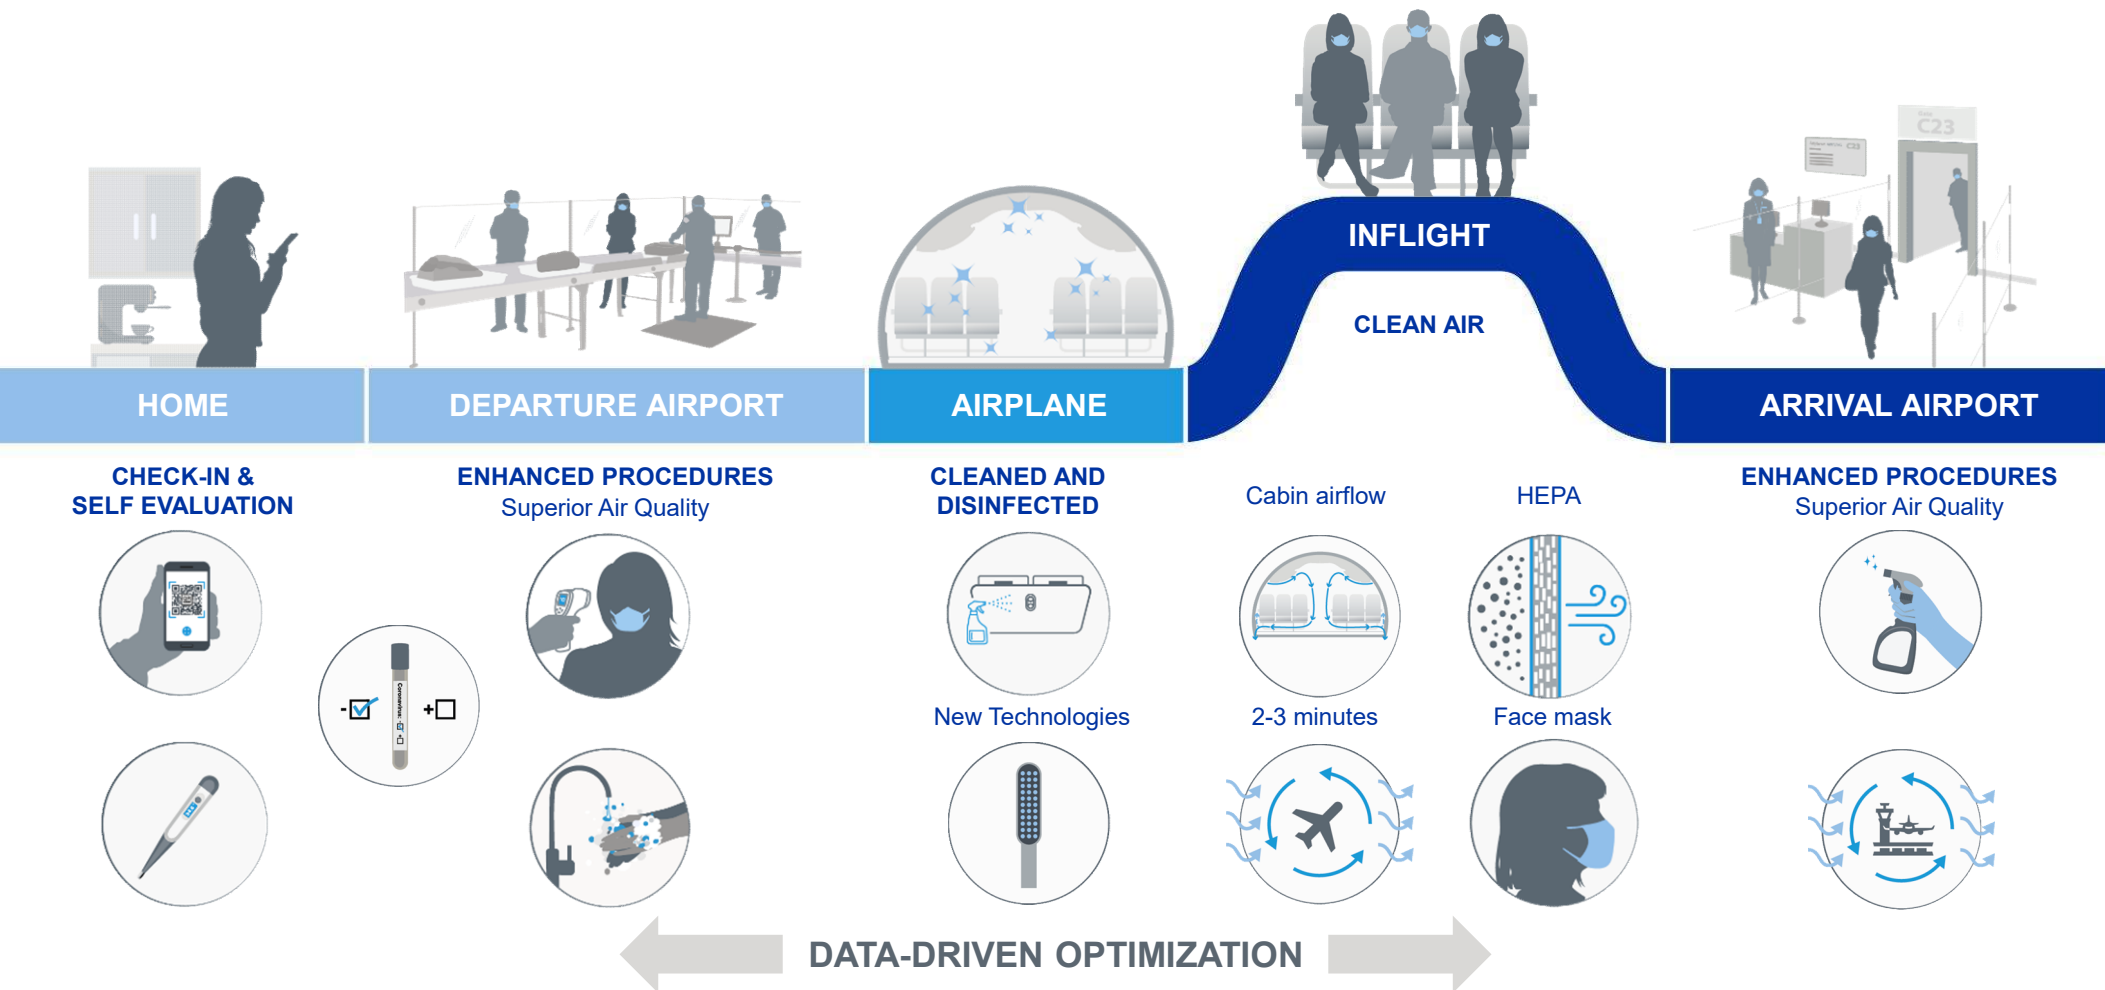 C23
INFLIGHT
CLEAN AIR
HOME
DEPARTURE AIRPORT
AIRPLANE
ARRIVAL AIRPORT
CHECK-IN &
SELF EVALUATION
ENHANCED PROCEDURES
Superior Air Quality
CLEANED AND
DISINFECTED
Cabin airflow
HEPA
ENHANCED PROCEDURES
Superior Air Quality
Coronavirus:
-
+
New Technologies
2-3 minutes
Face mask
DATA-DRIVEN OPTIMIZATION